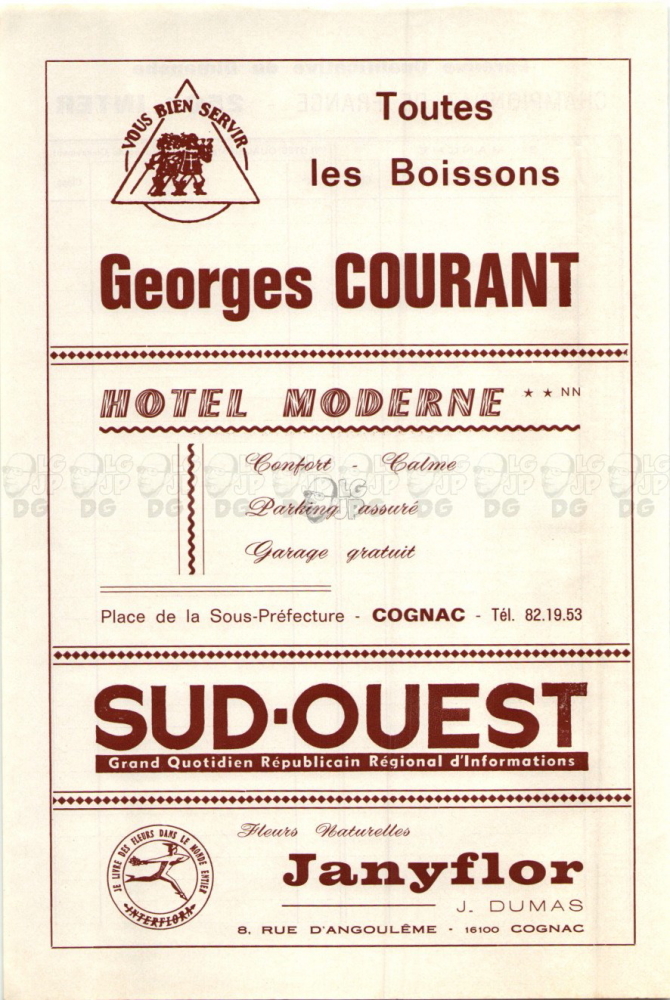 VOUS BIEN SERVIR
Toutes
les Boissons
Georges COURANT
HOTEL MODERNE ★ ★ NN
Confort - Calme
Parking assuré
Garage gratuit
Place de la Sous-Préfecture - COGNAC - Tél. 82.19.53
SUD-OUEST
Grand Quotidien Républicain Régional d'Informations
JE LIVRE DES FLEURS DANS LE MONDE ENTIER
INTERFLORA
Fleurs Naturelles
Janyflor
J. DUMAS
8. RUE D'ANGOULÊME - 16100 COGNAC